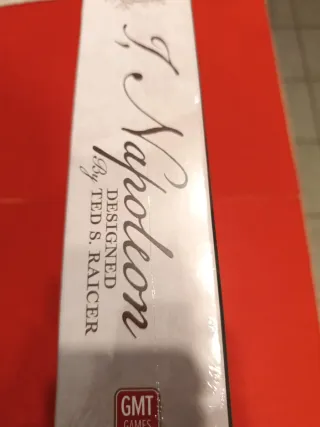 I, Napoleon
DESIGNED
By TED S. RAICER
GMT
GAMES